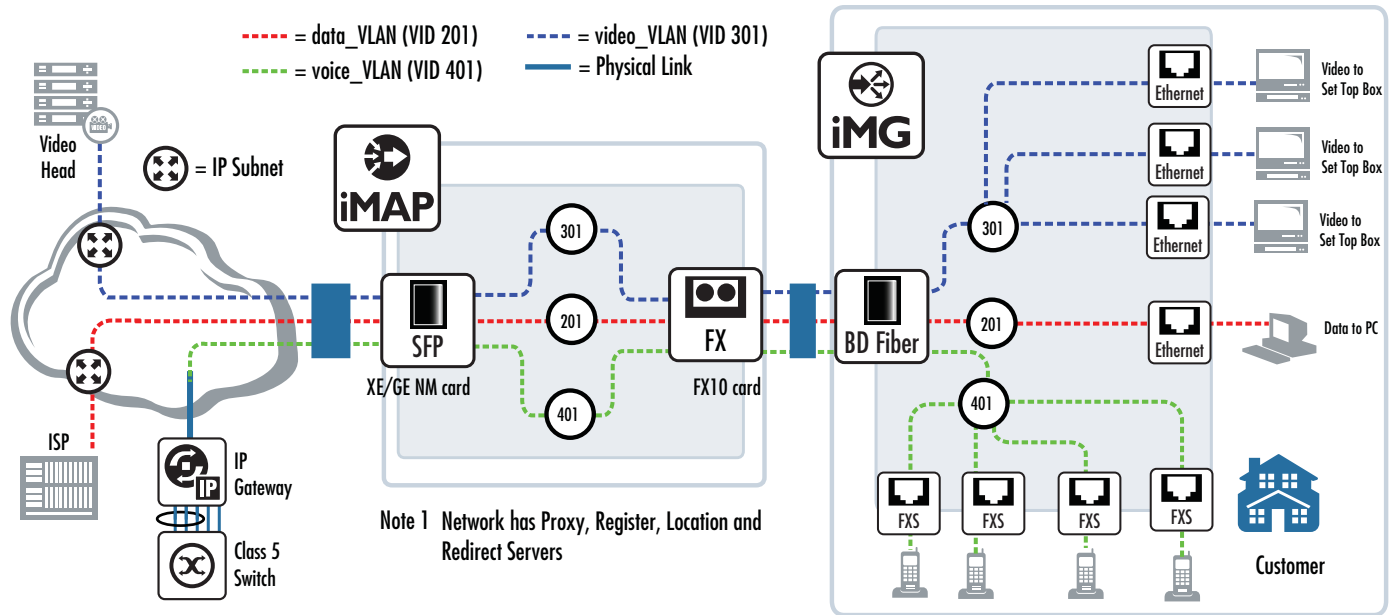 = data_VLAN (VID 201)
= video_VLAN (VID 301)
= voice_VLAN (VID 401)
= Physical Link
Video
Head
= IP Subnet
iMAP
iMG
301
201
401
SFP
XE/GE NM card
FX
FX10 card
BD Fiber
301
201
401
Ethernet
Video to
Set Top Box
Ethernet
Video to
Set Top Box
Ethernet
Video to
Set Top Box
Ethernet
Data to PC
ISP
IP
IP
Gateway
Class 5
Switch
Note 1 Network has Proxy, Register, Location and
Redirect Servers
FXS
FXS
FXS
FXS
Customer